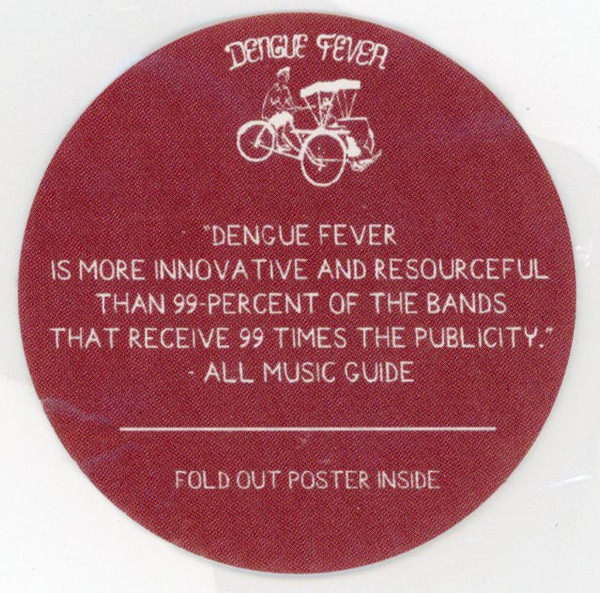 DENGUE FEVER
"DENGUE FEVER
IS MORE INNOVATIVE AND RESOURCEFUL
THAN 99-PERCENT OF THE BANDS
THAT RECEIVE 99 TIMES THE PUBLICITY."
- ALL MUSIC GUIDE
FOLD OUT POSTER INSIDE